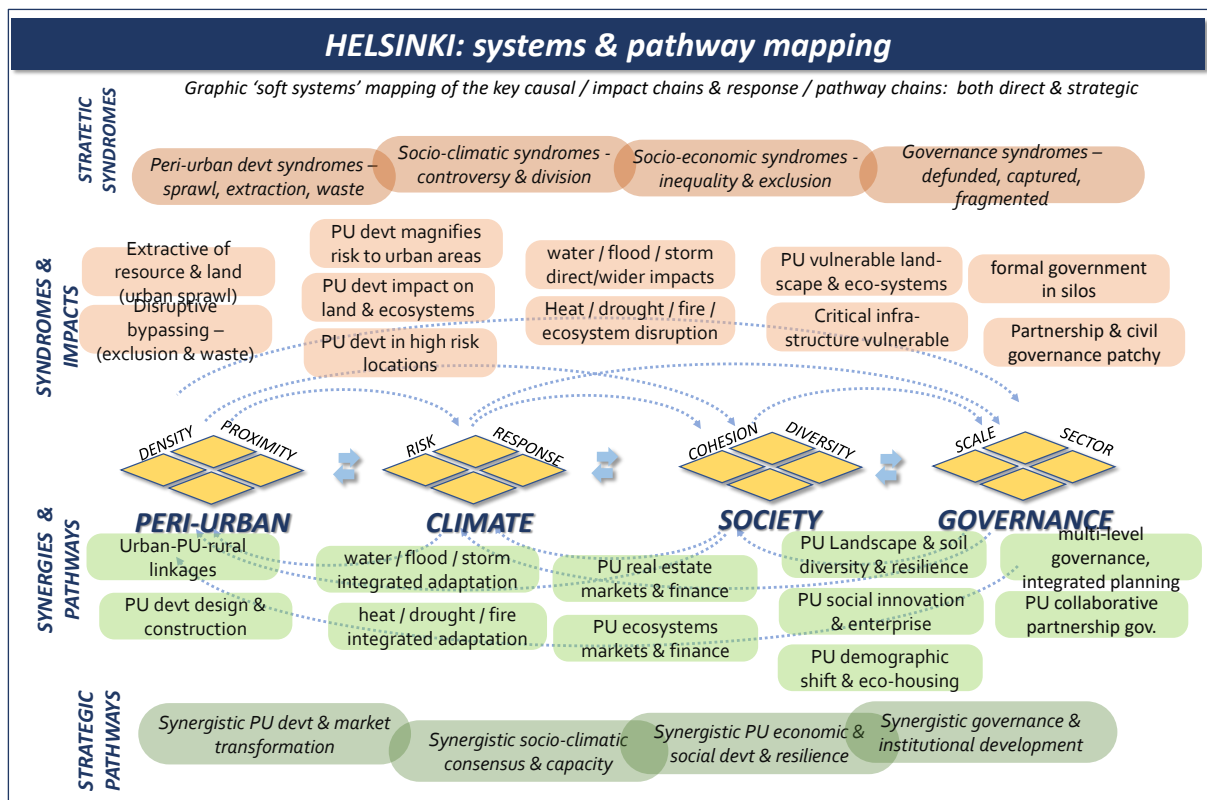 HELSINKI: systems & pathway mapping
Graphic ‘soft systems’ mapping of the key causal / impact chains & response / pathway chains: both direct & strategic
STRATETIC
SYNDROMES
Peri-urban devt syndromes –
sprawl, extraction, waste
Socio-climatic syndromes -
controversy & division
Socio-economic syndromes -
inequality & exclusion
Governance syndromes –
defunded, captured,
fragmented
SYNDROMES &
IMPACTS
Extractive of
resource & land
(urban sprawl)
Disruptive
bypassing –
(exclusion & waste)
PU devt magnifies
risk to urban areas
PU devt impact on
land & ecosystems
PU devt in high risk
locations
water / flood / storm
direct/wider impacts
Heat / drought / fire /
ecosystem disruption
PU vulnerable land-
scape & eco-systems
Critical infra-
structure vulnerable
formal government
in silos
Partnership & civil
governance patchy
DENSITY
PROXIMITY
RISK
RESPONSE
COHESION
DIVERSITY
SCALE
SECTOR
PERI-URBAN
CLIMATE
SOCIETY
GOVERNANCE
SYNERGIES &
PATHWAYS
Urban-PU-rural
linkages
PU devt design &
construction
water / flood / storm
integrated adaptation
heat / drought / fire
integrated adaptation
PU real estate
markets & finance
PU ecosystems
markets & finance
PU Landscape & soil
diversity & resilience
PU social innovation
& enterprise
PU demographic
shift & eco-housing
multi-level
governance,
integrated planning
PU collaborative
partnership gov.
STRATEGIC
PATHWAYS
Synergistic PU devt & market
transformation
Synergistic socio-climatic
consensus & capacity
Synergistic PU economic &
social devt & resilience
Synergistic governance &
institutional development